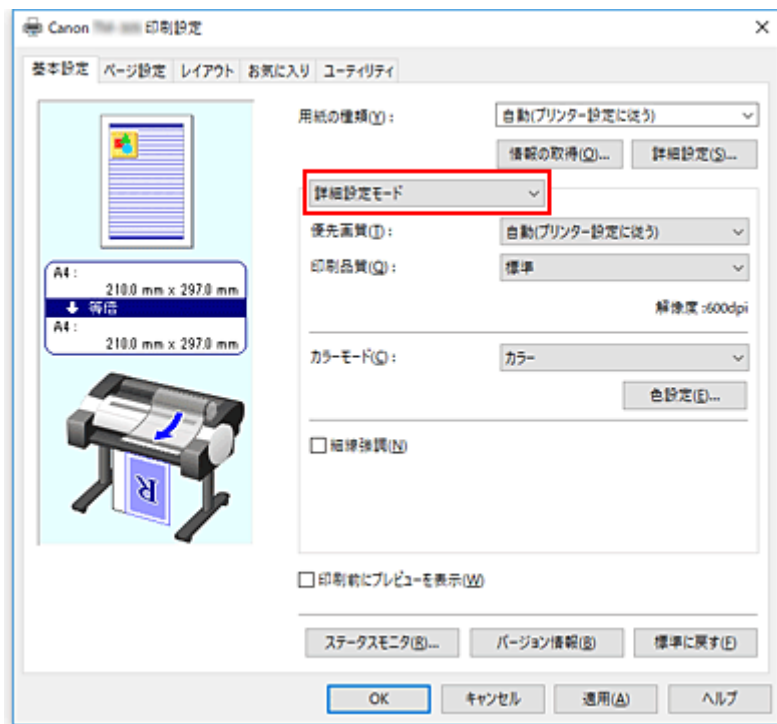 Canon 印刷設定
基本設定 ページ設定 レイアウト お気に入り ユーティリティ
用紙の種類(Y): 自動(プリンター設定に従う)
情報の取得(O)... 詳細設定(S)...
詳細設定モード
優先画質(T): 自動(プリンター設定に従う)
印刷品質(Q): 標準
解像度 :600dpi
カラーモード(C): カラー
色設定(E)...
細線強調(N)
A4 :
210.0 mm x 297.0 mm
等倍
A4 :
210.0 mm x 297.0 mm
R
印刷前にプレビューを表示(W)
ステータスモニタ(R)... バージョン情報(B) 標準に戻す(F)
OK キャンセル 適用(A) ヘルプ